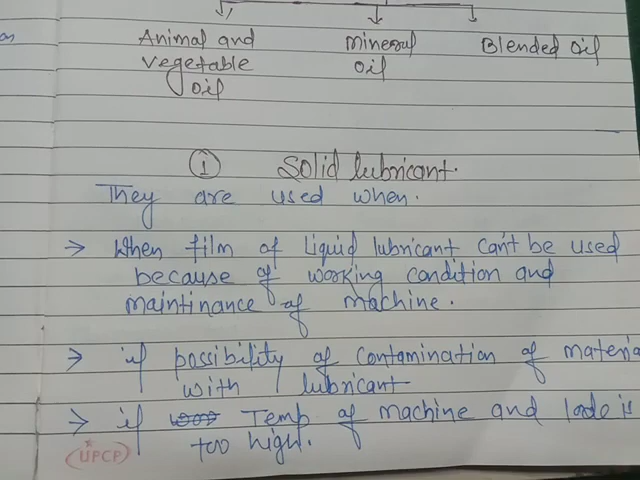 Animal and
vegetable
oil
mineral
oil
Blended oil
① Solid lubricant.
They are used when.
→ When film of liquid lubricant can't be used
because of working condition and
maintinance of machine.
→ if possibility of contamination of materia
with lubricant
→ if Temp of machine and lode is
too high.
UPCP